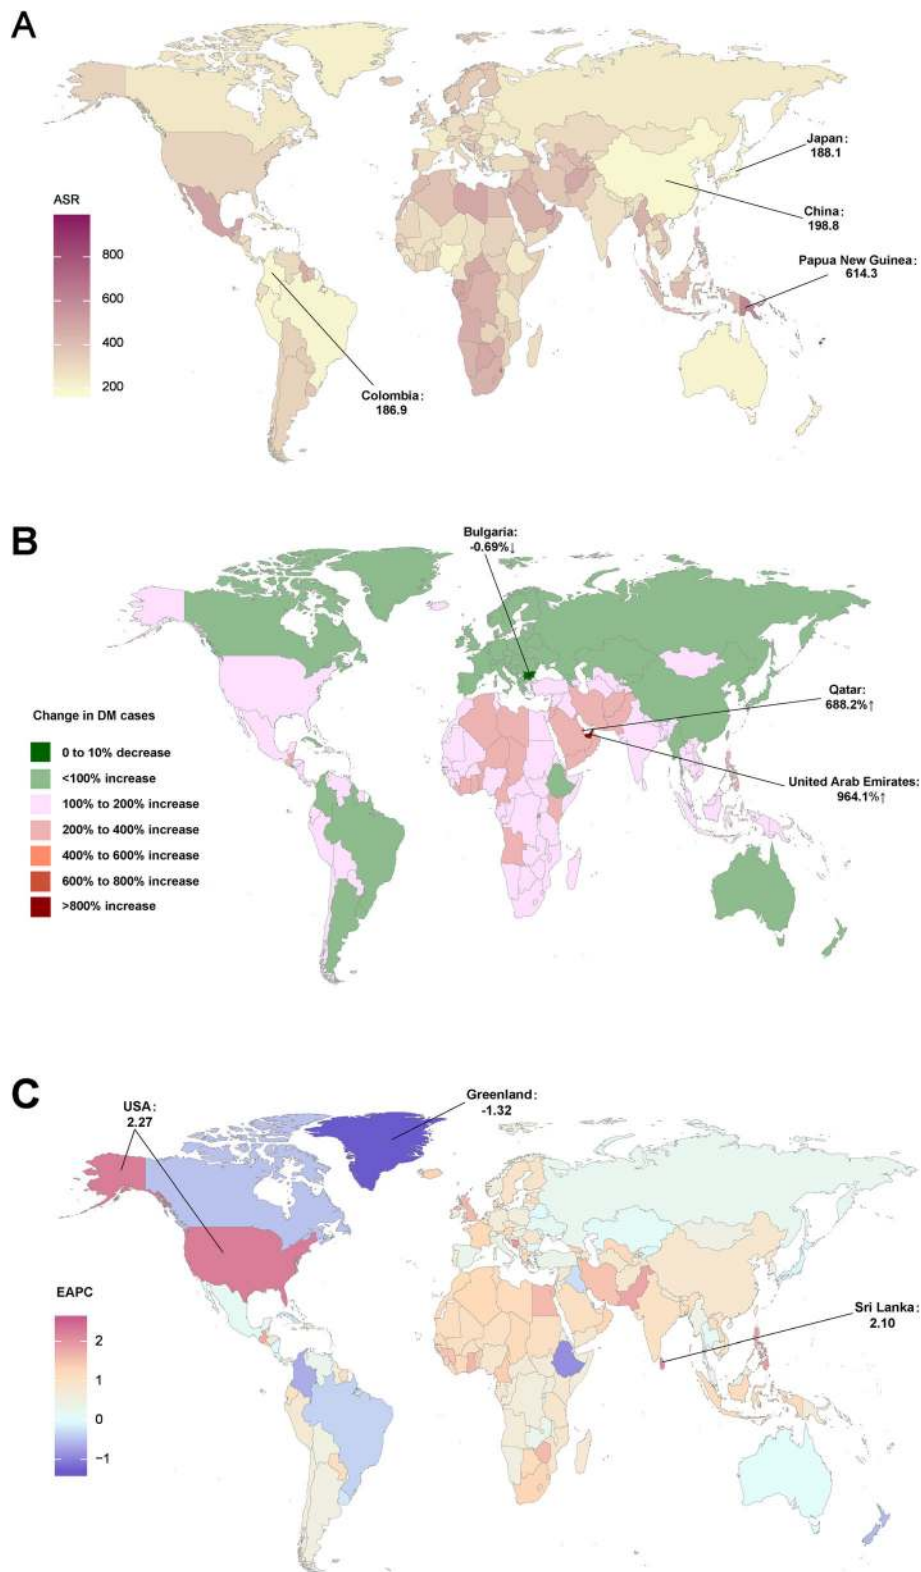 A
Japan:
188.1
ASR
China:
198.8
800
Papua New Guinea:
614.3
600
400
200
Colombia:
186.9
B
Bulgaria:
-0.69%↓
Qatar:
688.2%↑
Change in DM cases
0 to 10% decrease
<100% increase
United Arab Emirates:
964.1%↑
100% to 200% increase
200% to 400% increase
400% to 600% increase
600% to 800% increase
>800% increase
C
USA:
2.27
Greenland:
-1.32
EAPC
Sri Lanka:
2.10
2
1
0
−1